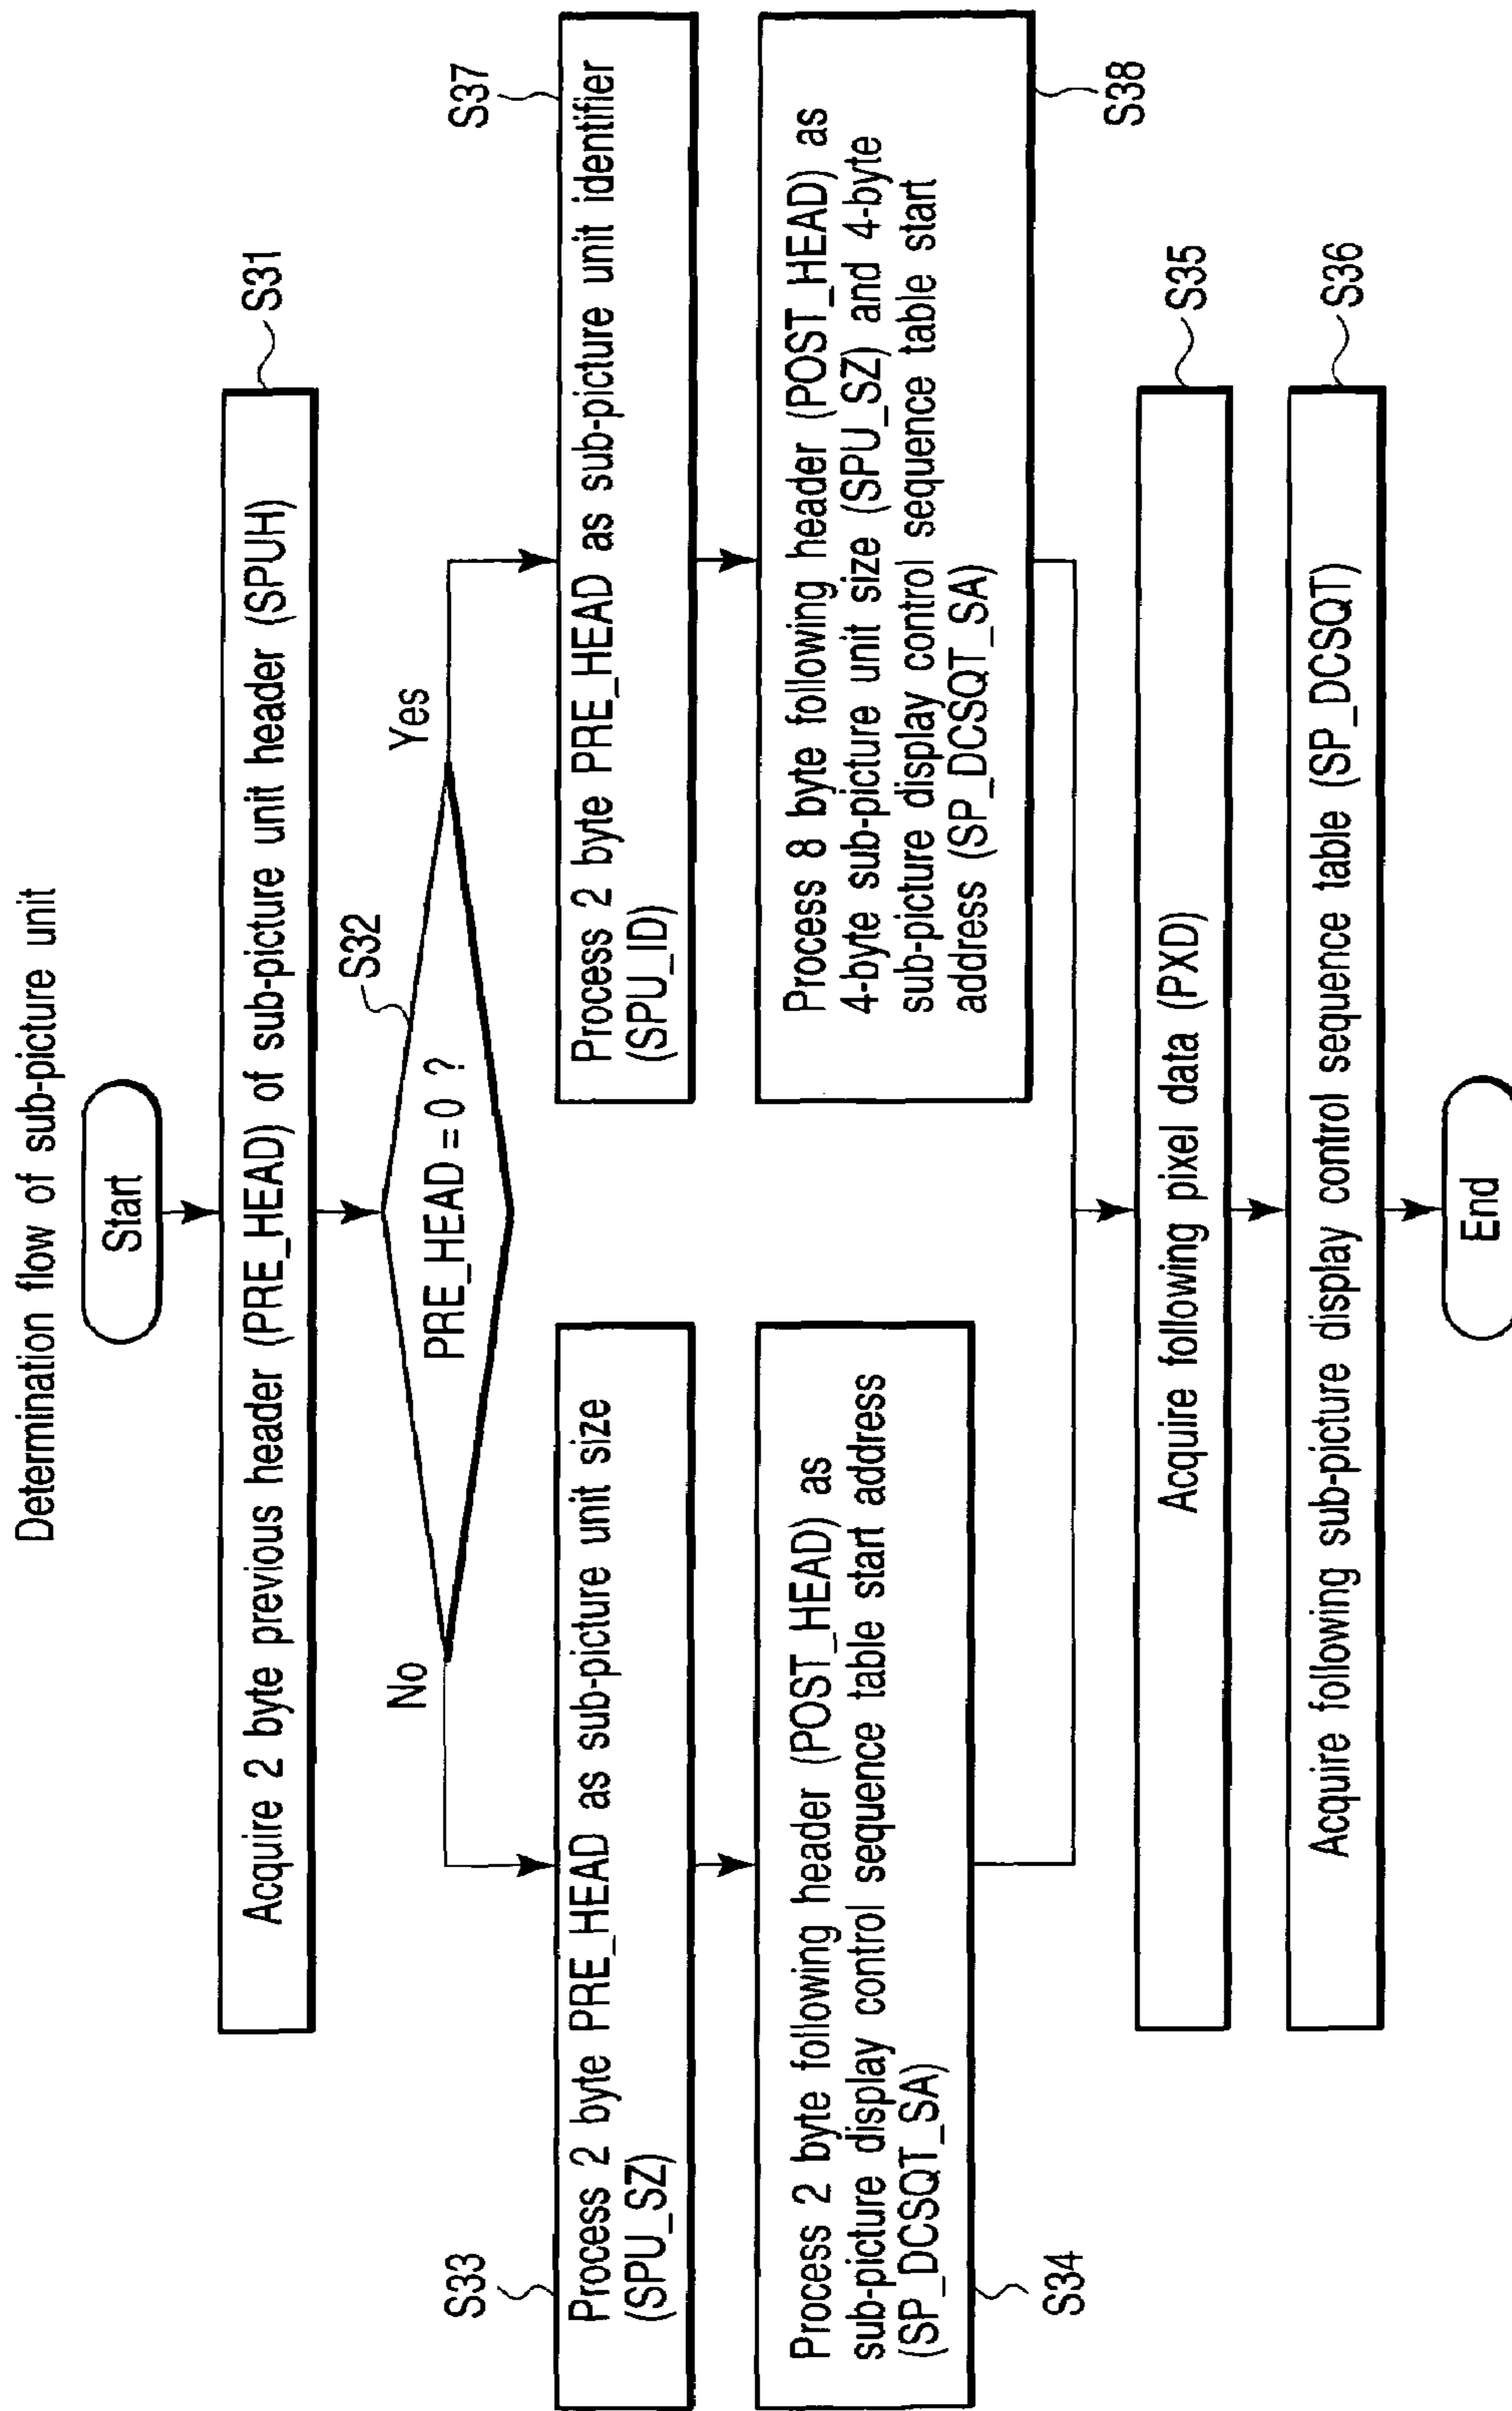 Determination flow of sub-picture unit
Start
Acquire 2 byte previous header (PRE_HEAD) of sub-picture unit header (SPUH)
S31
PRE_HEAD = 0 ?
S32
No
Yes
S33
Process 2 byte PRE_HEAD as sub-picture unit size
(SPU_SZ)
Process 2 byte following header (POST_HEAD) as
sub-picture display control sequence table start address
(SP_DCSQT_SA)
S34
S37
Process 2 byte PRE_HEAD as sub-picture unit identifier
(SPU_ID)
Process 8 byte following header (POST_HEAD) as
4-byte sub-picture unit size (SPU_SZ) and 4-byte
sub-picture display control sequence table start
address (SP_DCSQT_SA)
S38
Acquire following pixel data (PXD)
S35
Acquire following sub-picture display control sequence table (SP_DCSQT)
S36
End